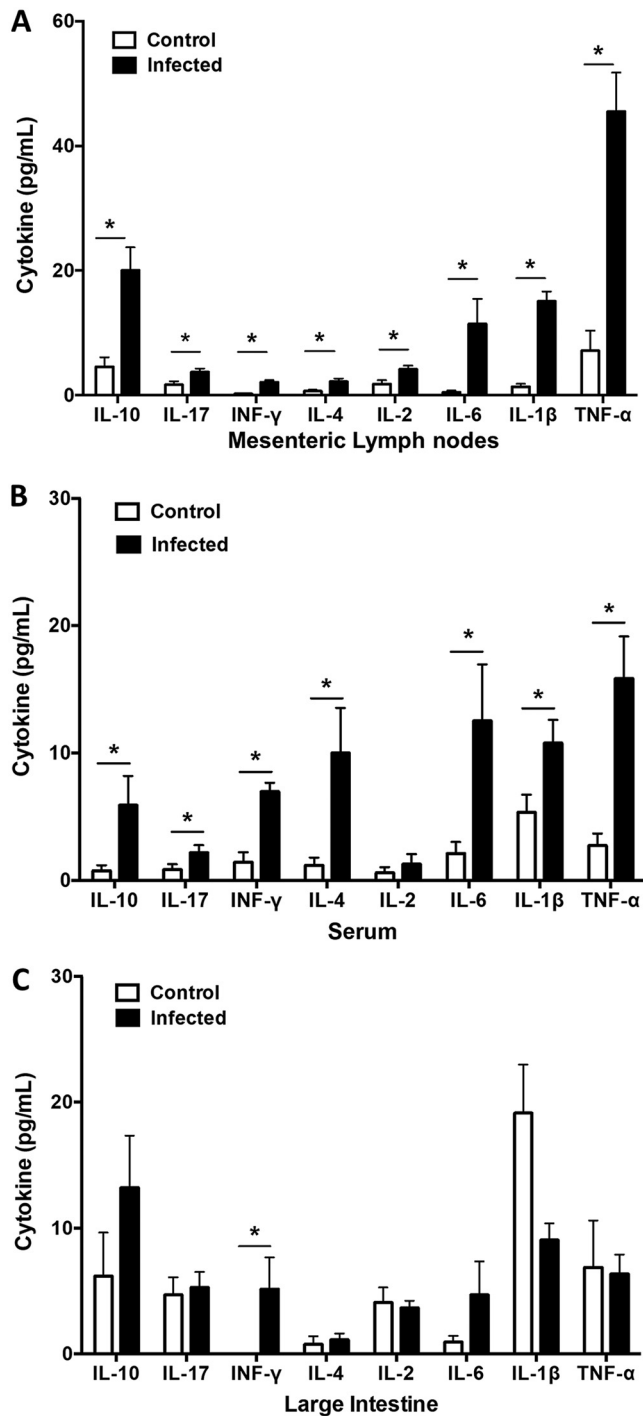 A
60
40
20
0
Cytokine (pg/mL)
Control
Infected
* * * * * * * *
IL-10 IL-17 INF-γ IL-4 IL-2 IL-6 IL-1β TNF-α
Mesenteric Lymph nodes
B
30
20
10
0
Cytokine (pg/mL)
Control
Infected
* * * * * * *
IL-10 IL-17 INF-γ IL-4 IL-2 IL-6 IL-1β TNF-α
Serum
C
30
20
10
0
Cytokine (pg/mL)
Control
Infected
*
IL-10 IL-17 INF-γ IL-4 IL-2 IL-6 IL-1β TNF-α
Large Intestine